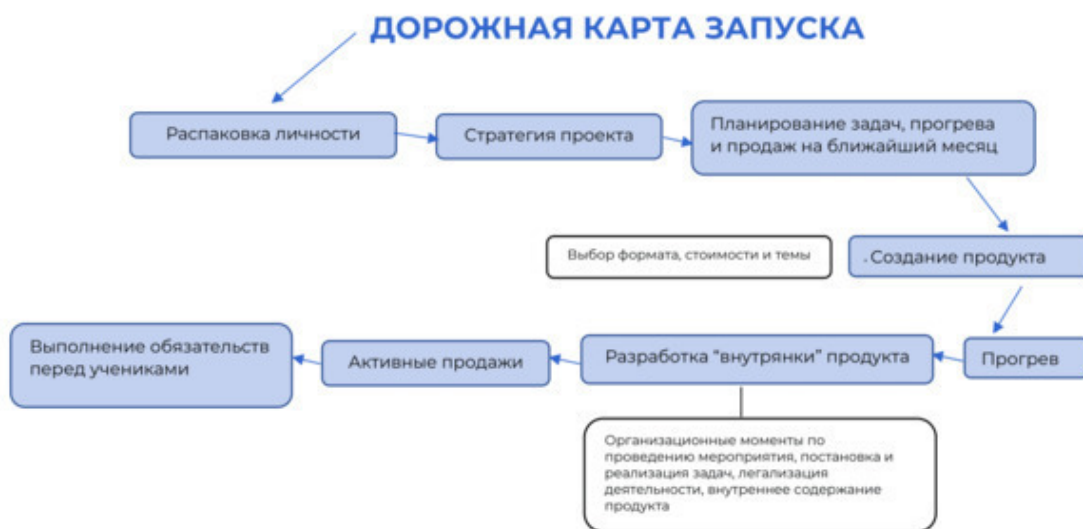 ДОРОЖНАЯ КАРТА ЗАПУСКА
Распаковка личности
Стратегия проекта
Планирование задач, прогрева
и продаж на ближайший месяц
Выбор формата, стоимости и темы
. Создание продукта
Прогрев
Разработка "внутрянки" продукта
Активные продажи
Выполнение обязательств
перед учениками
Организационные моменты по
проведению мероприятия, постановка и
реализация задач, легализация
деятельности, внутреннее содержание
продукта